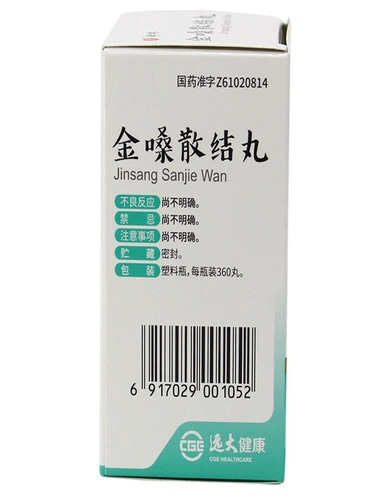 国药准字Z61020814
金嗓散结丸
Jinsang Sanjie Wan
不良反应 尚不明确。
禁忌 尚不明确。
注意事项 尚不明确。
贮藏 密封。
包装 塑料瓶,每瓶装360丸。
6 917029 001052
CGE 远大健康
CGE HEALTHCARE